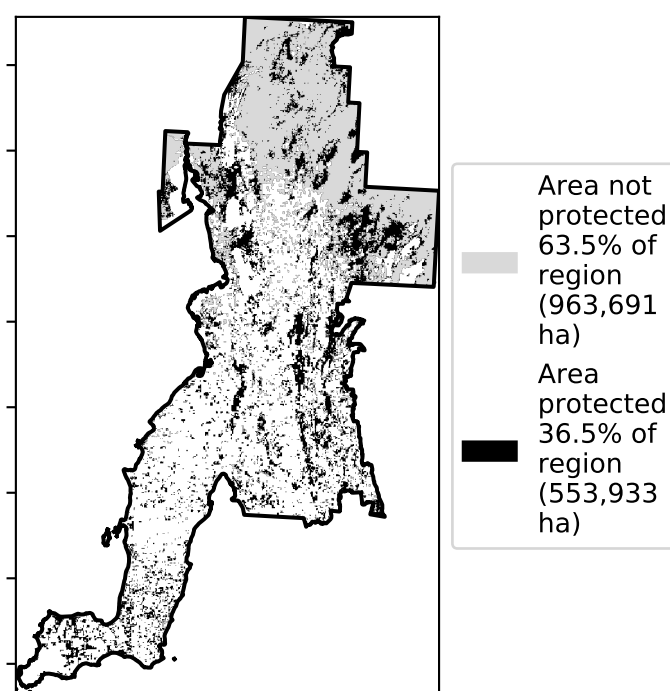 Area not
protected
63.5% of
region
(963,691
ha)
Area
protected
36.5% of
region
(553,933
ha)